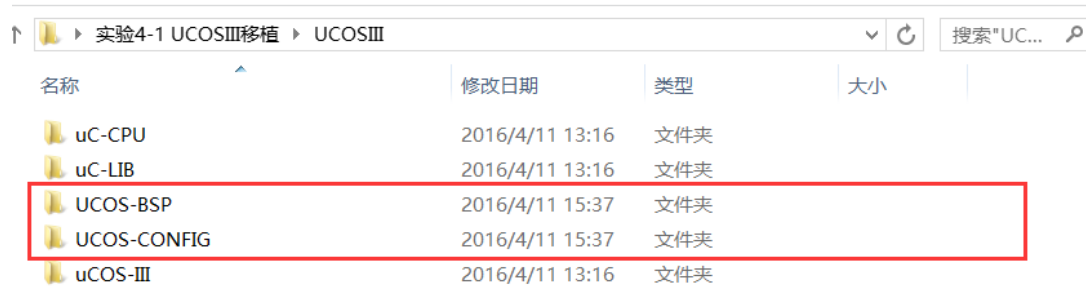 实验4-1 UCOSIII移植 UCOSIII 搜索"UC...
名称 修改日期 类型 大小
uC-CPU 2016/4/11 13:16 文件夹
uC-LIB 2016/4/11 13:16 文件夹
UCOS-BSP 2016/4/11 15:37 文件夹
UCOS-CONFIG 2016/4/11 15:37 文件夹
uCOS-III 2016/4/11 13:16 文件夹